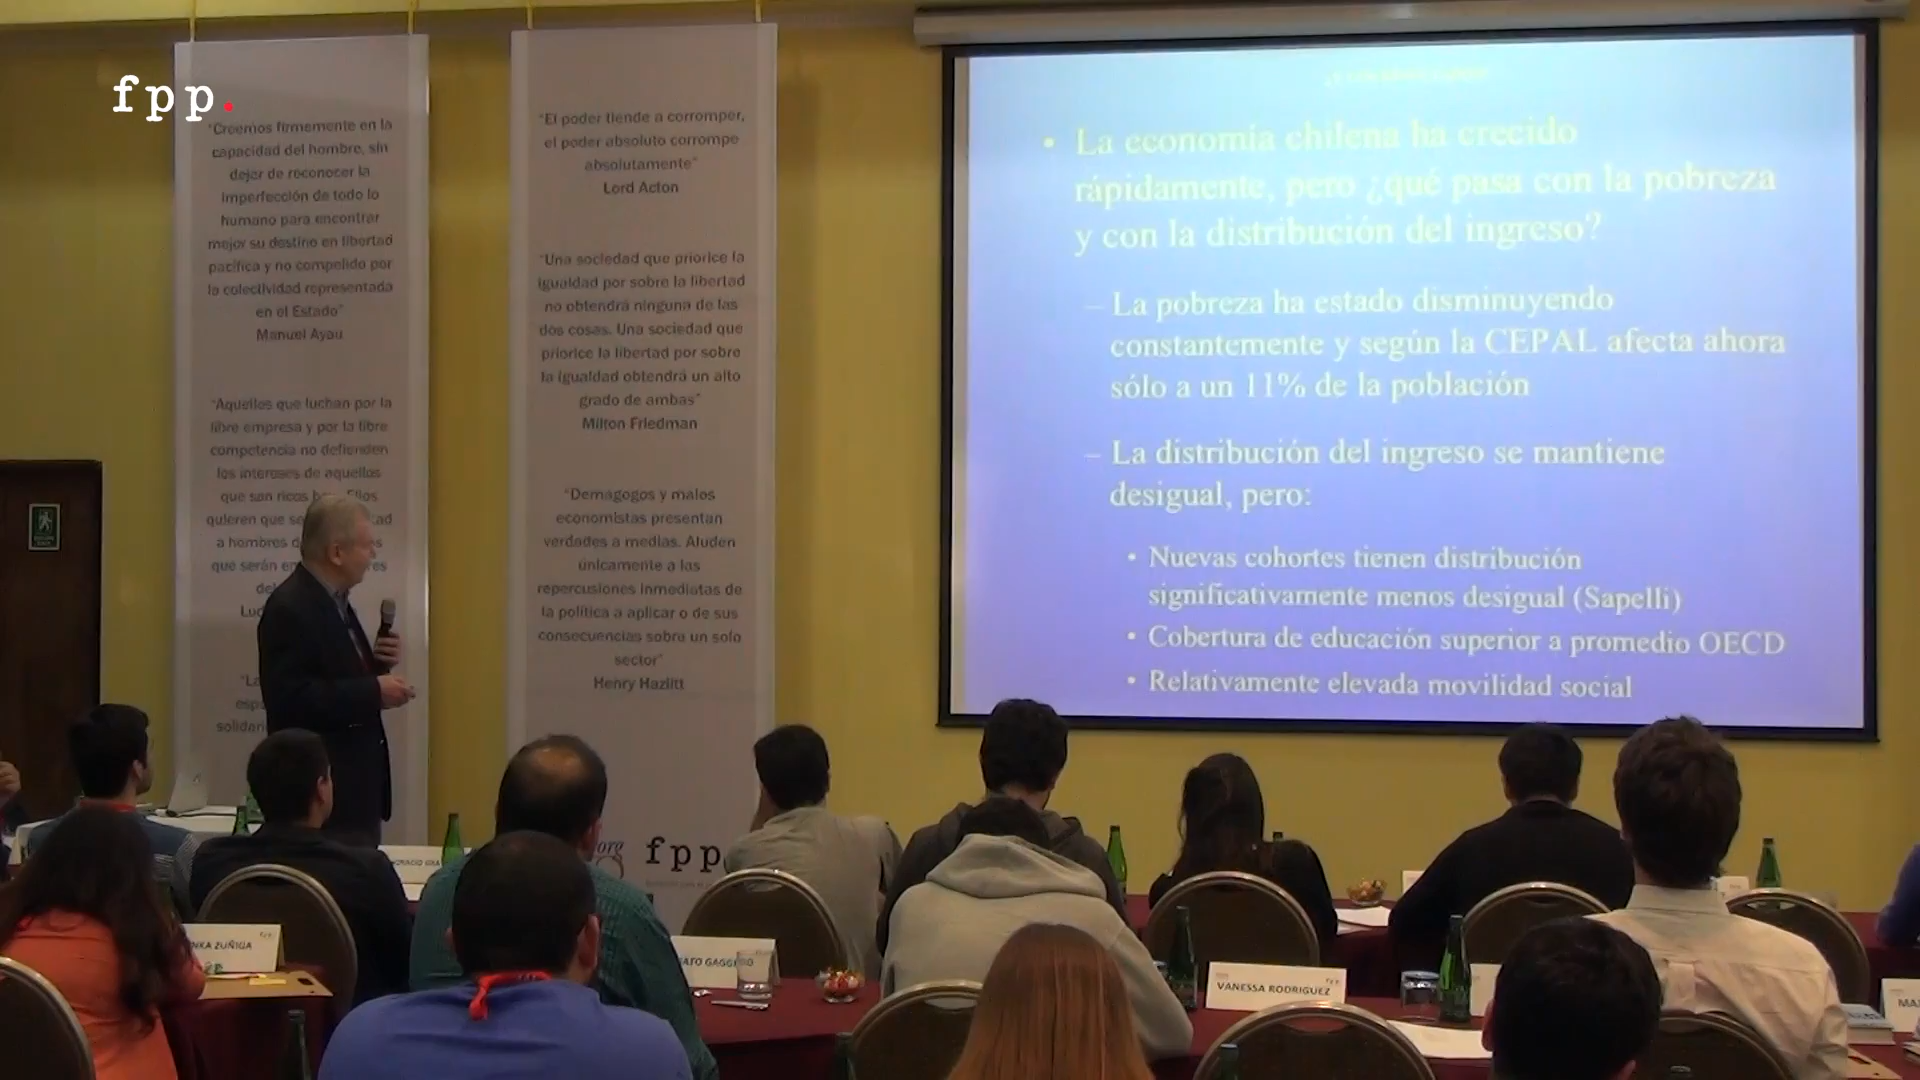 fpp.
"Creemos firmemente en la
capacidad del hombre, sin
dejar de reconocer la
imperfección de todo lo
humano para encontrar
mejor su destino en libertad
pacífica y no compelido por
la colectividad representada
en el Estado"
Manuel Ayau
"Aquellos que luchan por la
libre empresa y por la libre
competencia no defienden
los intereses de aquellos
que son ricos
quieren que
a hombres
que serán
"El poder tiende a corromper,
el poder absoluto corrompe
absolutamente"
Lord Acton
"Una sociedad que priorice la
igualdad por sobre la libertad
no obtendrá ninguna de las
dos cosas. Una sociedad que
priorice la libertad por sobre
la igualdad obtendrá un alto
grado de ambas"
Milton Friedman
"Demagogos y malos
economistas presentan
verdades a medias. Aluden
únicamente a las
repercusiones inmediatas de
la política a aplicar o de sus
consecuencias sobre un solo
sector"
Henry Hazlitt
.org
fpp
• La economía chilena ha crecido
rápidamente, pero ¿qué pasa con la pobreza
y con la distribución del ingreso?
– La pobreza ha estado disminuyendo
constantemente y según la CEPAL afecta ahora
sólo a un 11% de la población
– La distribución del ingreso se mantiene
desigual, pero:
• Nuevas cohortes tienen distribución
significativamente menos desigual (Sapelli)
• Cobertura de educación superior a promedio OECD
• Relativamente elevada movilidad social
ZUÑIGA
VANESSA RODRIGUEZ